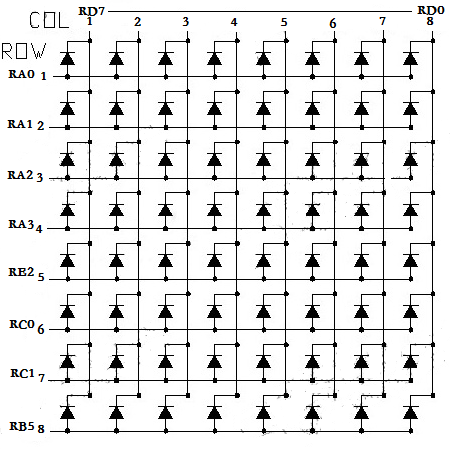 COL RD7 RD0
1 2 3 4 5 6 7 8
ROW
RA0 1
RA1 2
RA2 3
RA3 4
RE2 5
RC0 6
RC1 7
RB5 8